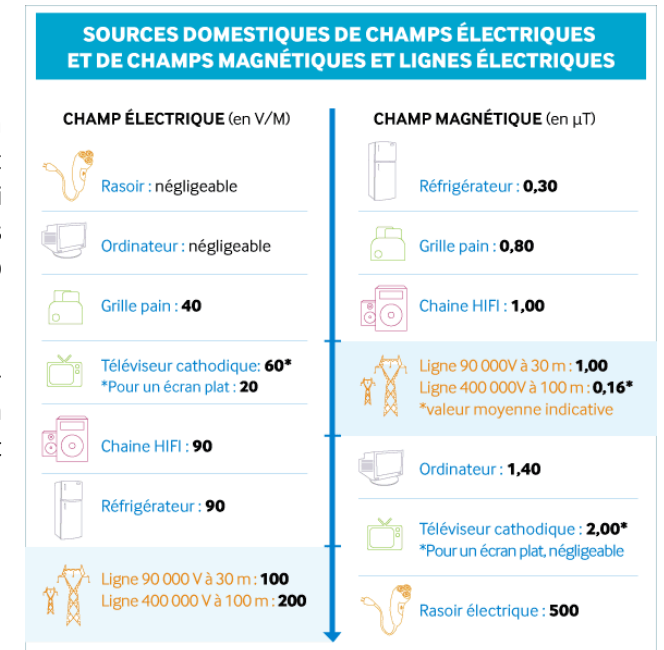 SOURCES DOMESTIQUES DE CHAMPS ÉLECTRIQUES
ET DE CHAMPS MAGNÉTIQUES ET LIGNES ÉLECTRIQUES
CHAMP ÉLECTRIQUE (en V/M)
Rasoir : négligeable
Ordinateur : négligeable
Grille pain : 40
Téléviseur cathodique: 60*
*Pour un écran plat : 20
Chaine HIFI : 90
Réfrigérateur : 90
Ligne 90 000 V à 30 m : 100
Ligne 400 000 V à 100 m : 200
CHAMP MAGNÉTIQUE (en µT)
Réfrigérateur : 0,30
Grille pain : 0,80
Chaine HIFI : 1,00
Ligne 90 000V à 30 m : 1,00
Ligne 400 000V à 100 m : 0,16*
*valeur moyenne indicative
Ordinateur : 1,40
Téléviseur cathodique : 2,00*
*Pour un écran plat, négligeable
Rasoir électrique : 500